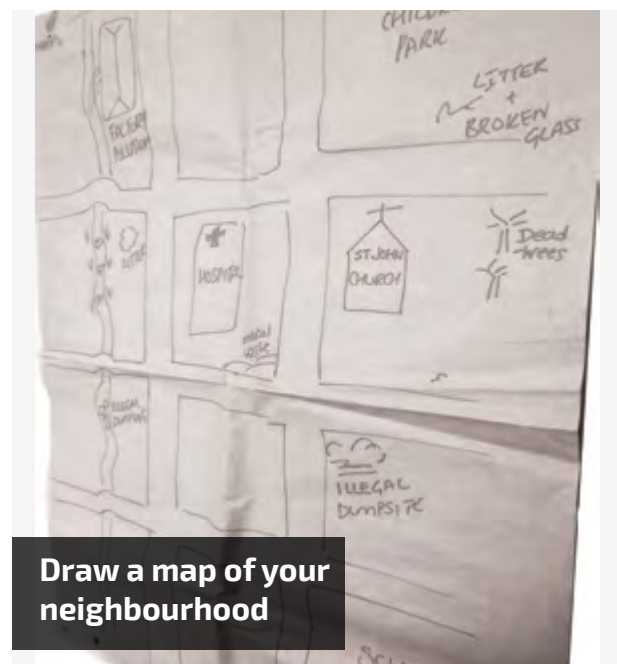 PARK
LITTER
+
BROKEN
GLASS
FACTORY
POLLUTION
LITTER
HOSPITAL
ST JOHN
CHURCH
Dead
trees
ILLEGAL
DUMPSITE
Draw a map of your
neighbourhood